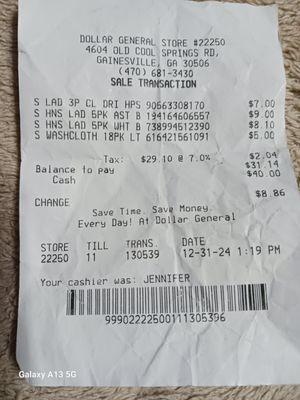 DOLLAR GENERAL STORE #22250
4604 OLD COOL SPRINGS RD,
GAINESVILLE, GA 30506
(470) 681-3430
SALE TRANSACTION
S LAD 3P CL DRI HPS 90563308170 $7.00
S HNS LAD 5PK AST B 194164606557 $9.00
S HNS LAD 5PK WHT B 738994512390 $8.10
S WASHCLOTH 18PK LT 616421561091 $5.00
Tax: $29.10 @ 7.0% $2.04
Balance to pay $31.14
Cash $40.00
CHANGE $8.86
Save Time. Save Money.
Every Day! At Dollar General
STORE TILL TRANS. DATE
22250 11 130539 12-31-24 1:19 PM
Your cashier was: JENNIFER
99902222500111305396
Galaxy A13 5G